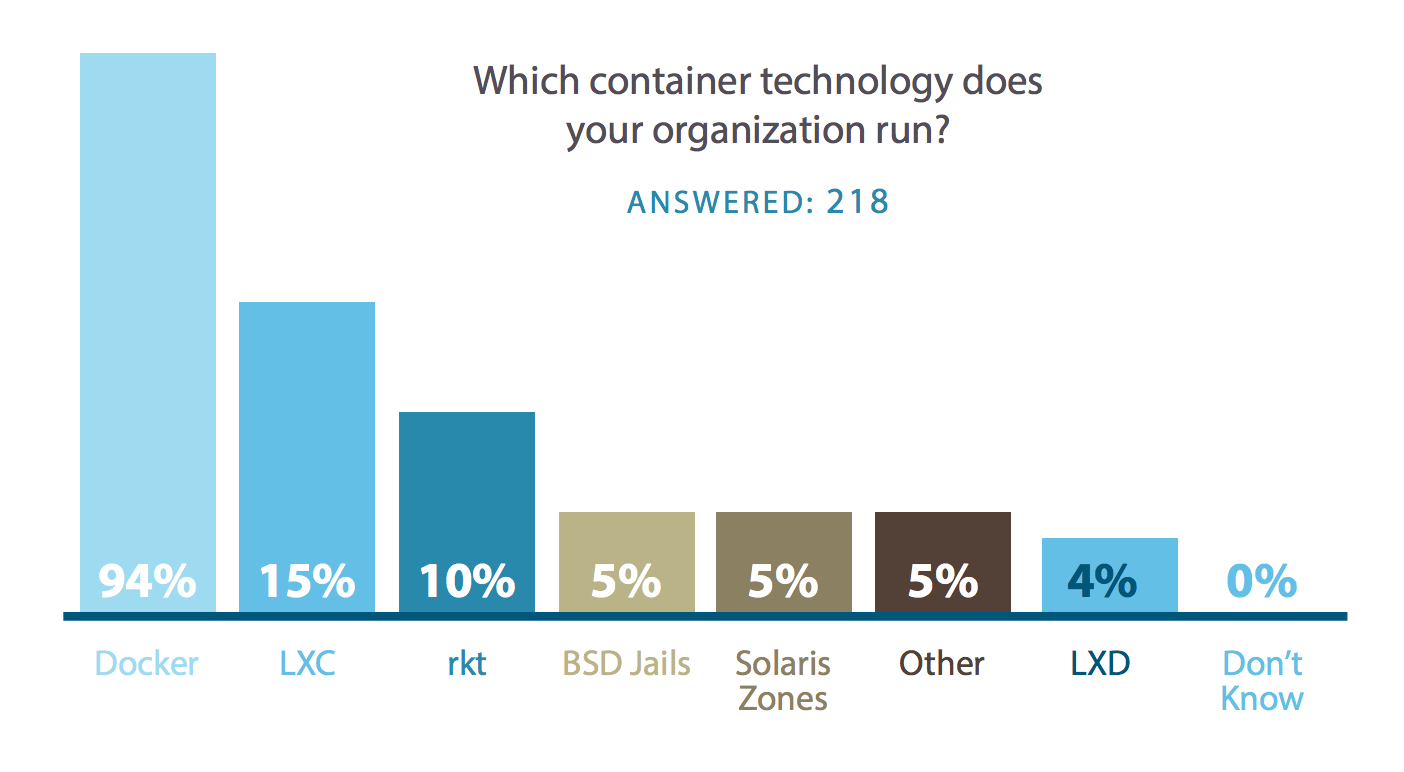 Which container technology does
your organization run?
ANSWERED: 218
94%
15%
10%
5%
5%
5%
4%
0%
Docker
LXC
rkt
BSD Jails
Solaris
Zones
Other
LXD
Don’t
Know